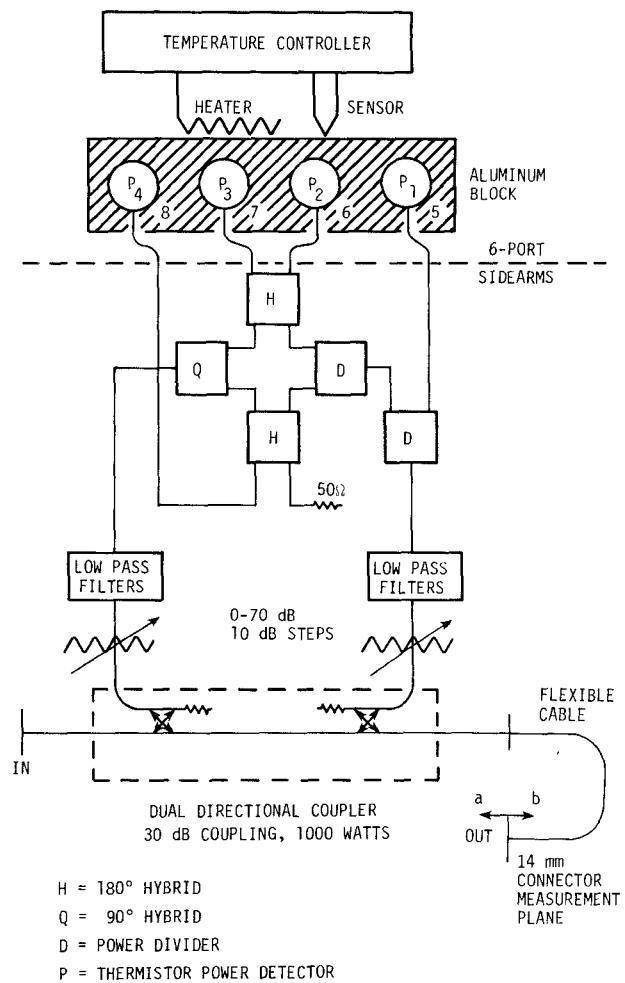 TEMPERATURE CONTROLLER
HEATER
SENSOR
P4
P3
P2
P1
8
7
6
5
ALUMINUM
BLOCK
6-PORT
SIDEARMS
H
Q
D
H
D
50Ω
LOW PASS
FILTERS
LOW PASS
FILTERS
0-70 dB
10 dB STEPS
FLEXIBLE
CABLE
IN
a
b
OUT
DUAL DIRECTIONAL COUPLER
30 dB COUPLING, 1000 WATTS
14 mm
CONNECTOR
MEASUREMENT
PLANE
H = 180° HYBRID
Q = 90° HYBRID
D = POWER DIVIDER
P = THERMISTOR POWER DETECTOR